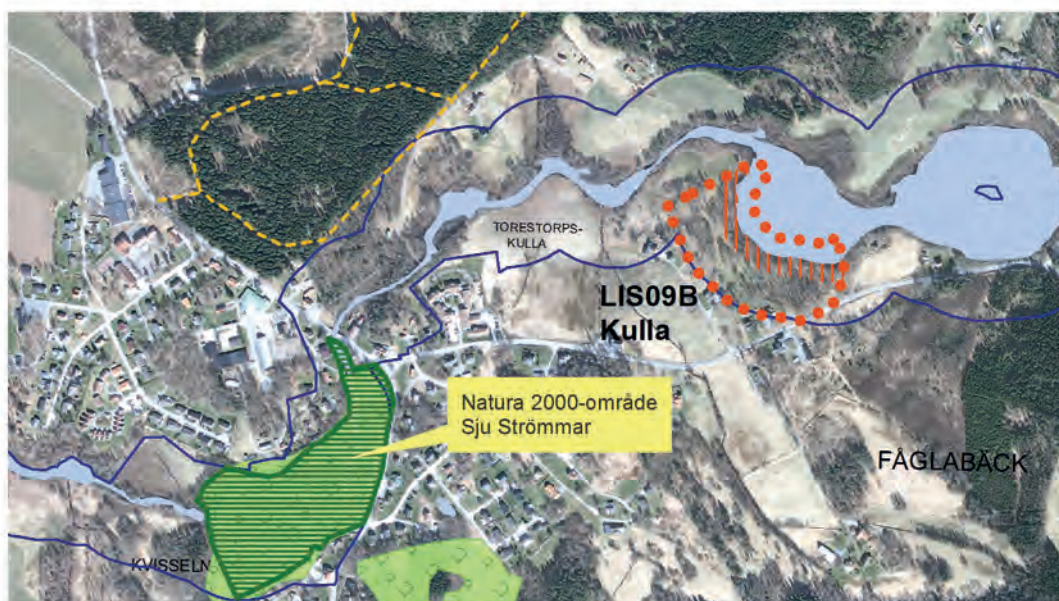 TORESTORPS-
KULLA
LIS09B
Kulla
Natura 2000-område
Sju Strömmar
FÅGLABÄCK
KVISSELN